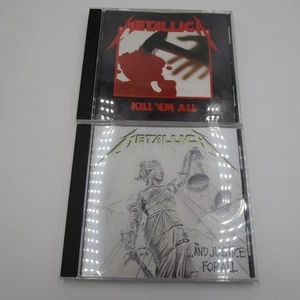 METALLICA
KILL 'EM ALL
METALLICA
...AND JUSTICE
FOR ALL